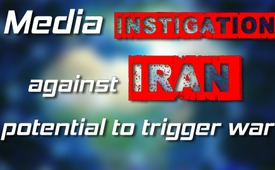 Media INSTIGATION
against IRAN
potential to trigger war